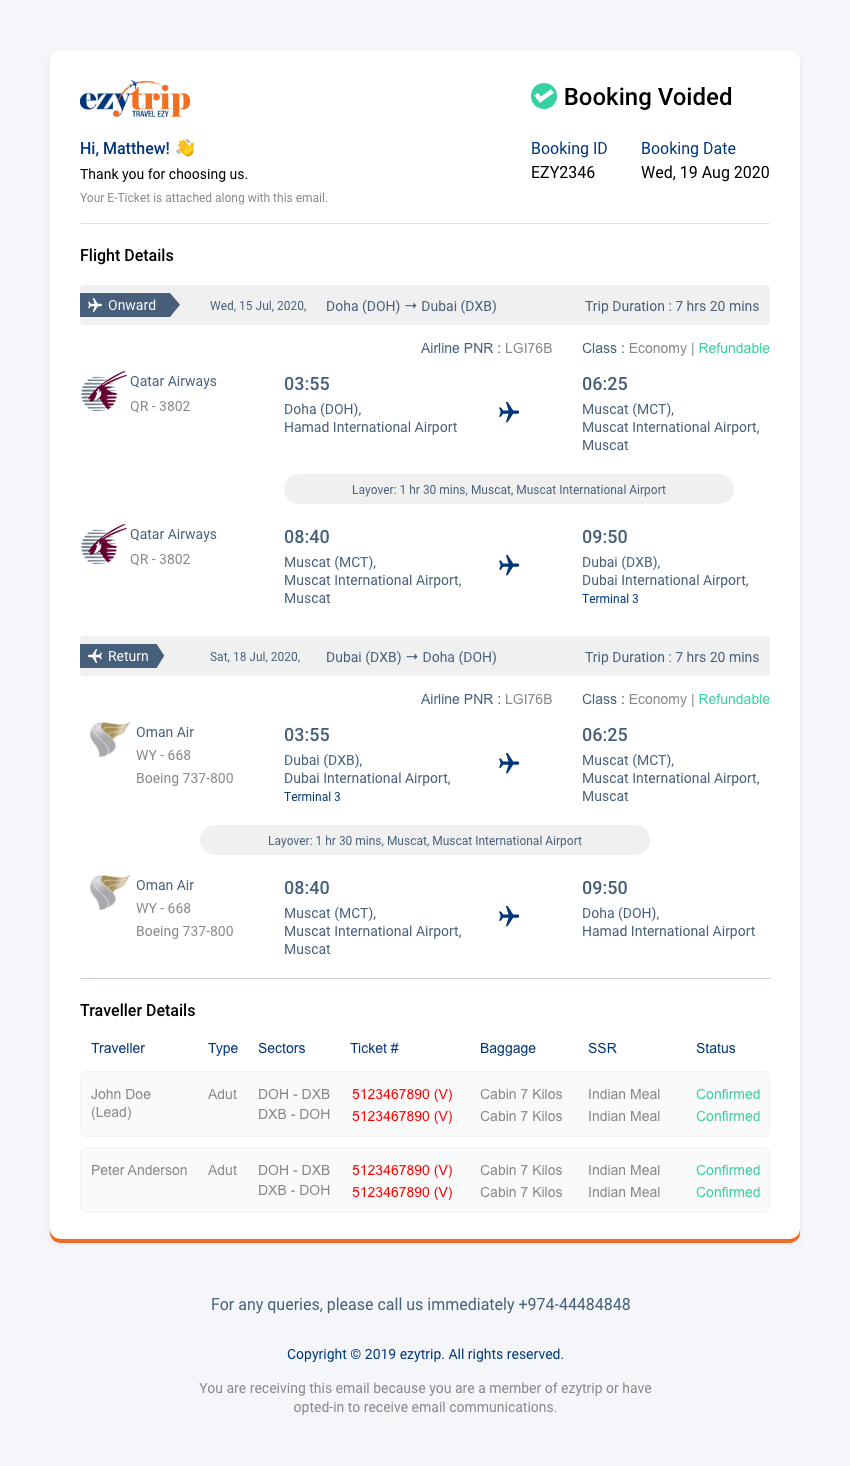 ezytrip
TRAVEL EZY
Booking Voided
Hi, Matthew! 👋
Thank you for choosing us.
Your E-Ticket is attached along with this email.
Booking ID Booking Date
EZY2346 Wed, 19 Aug 2020
Flight Details
Onward Wed, 15 Jul, 2020, Doha (DOH) → Dubai (DXB) Trip Duration : 7 hrs 20 mins
Airline PNR : LGI76B Class : Economy | Refundable
Qatar Airways
QR - 3802
03:55
Doha (DOH),
Hamad International Airport
06:25
Muscat (MCT),
Muscat International Airport,
Muscat
Layover: 1 hr 30 mins, Muscat, Muscat International Airport
Qatar Airways
QR - 3802
08:40
Muscat (MCT),
Muscat International Airport,
Muscat
09:50
Dubai (DXB),
Dubai International Airport,
Terminal 3
Return Sat, 18 Jul, 2020, Dubai (DXB) → Doha (DOH) Trip Duration : 7 hrs 20 mins
Airline PNR : LGI76B Class : Economy | Refundable
Oman Air
WY - 668
Boeing 737-800
03:55
Dubai (DXB),
Dubai International Airport,
Terminal 3
06:25
Muscat (MCT),
Muscat International Airport,
Muscat
Layover: 1 hr 30 mins, Muscat, Muscat International Airport
Oman Air
WY - 668
Boeing 737-800
08:40
Muscat (MCT),
Muscat International Airport,
Muscat
09:50
Doha (DOH),
Hamad International Airport
Traveller Details
Traveller Type Sectors Ticket # Baggage SSR Status
John Doe Adut DOH - DXB 5123467890 (V) Cabin 7 Kilos Indian Meal Confirmed
(Lead) DXB - DOH 5123467890 (V) Cabin 7 Kilos Indian Meal Confirmed
Peter Anderson Adut DOH - DXB 5123467890 (V) Cabin 7 Kilos Indian Meal Confirmed
DXB - DOH 5123467890 (V) Cabin 7 Kilos Indian Meal Confirmed
For any queries, please call us immediately +974-44484848
Copyright © 2019 ezytrip. All rights reserved.
You are receiving this email because you are a member of ezytrip or have
opted-in to receive email communications.